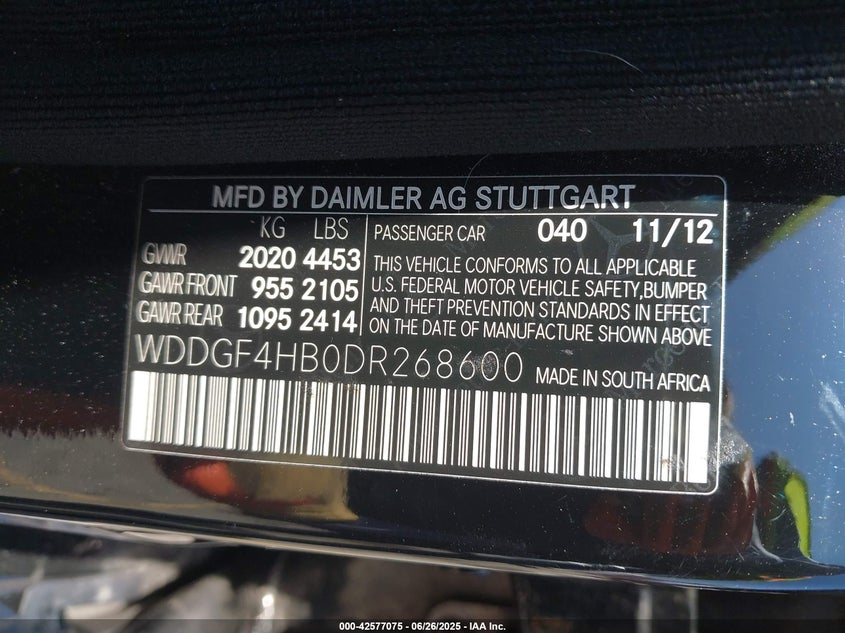 MFD BY DAIMLER AG STUTTGART
KG LBS
GVWR 2020 4453
GAWR FRONT 955 2105
GAWR REAR 1095 2414
PASSENGER CAR 040 11/12
THIS VEHICLE CONFORMS TO ALL APPLICABLE
U.S. FEDERAL MOTOR VEHICLE SAFETY,BUMPER
AND THEFT PREVENTION STANDARDS IN EFFECT
ON THE DATE OF MANUFACTURE SHOWN ABOVE
WDDGF4HB0DR268600 MADE IN SOUTH AFRICA
000-42577075 - 06/26/2025 - IAA Inc.